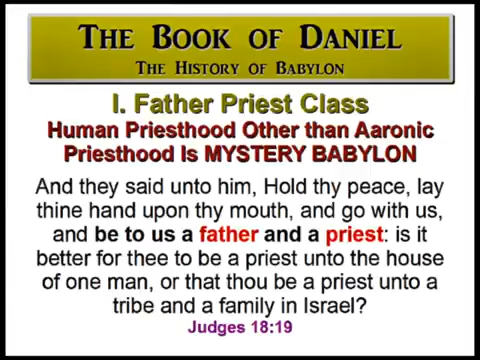 The Book of Daniel
The History of Babylon
I. Father Priest Class
Human Priesthood Other than Aaronic
Priesthood Is MYSTERY BABYLON
And they said unto him, Hold thy peace, lay
thine hand upon thy mouth, and go with us,
and be to us a father and a priest: is it
better for thee to be a priest unto the house
of one man, or that thou be a priest unto a
tribe and a family in Israel?
Judges 18:19